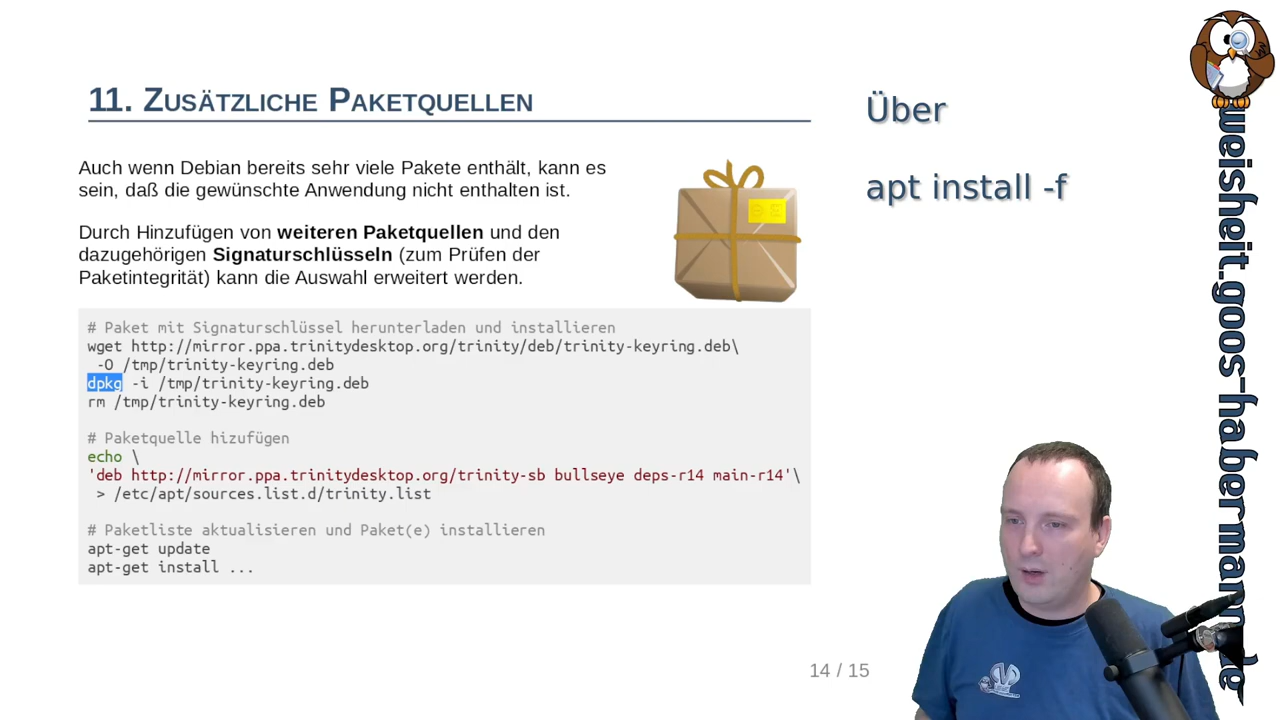 11. Zusätzliche Paketquellen
Auch wenn Debian bereits sehr viele Pakete enthält, kann es
sein, daß die gewünschte Anwendung nicht enthalten ist.
Durch Hinzufügen von weiteren Paketquellen und den
dazugehörigen Signaturschlüsseln (zum Prüfen der
Paketintegrität) kann die Auswahl erweitert werden.
# Paket mit Signaturschlüssel herunterladen und installieren
wget http://mirror.ppa.trinitydesktop.org/trinity/deb/trinity-keyring.deb\
-O /tmp/trinity-keyring.deb
dpkg -i /tmp/trinity-keyring.deb
rm /tmp/trinity-keyring.deb
# Paketquelle hizufügen
echo \
'deb http://mirror.ppa.trinitydesktop.org/trinity-sb bullseye deps-r14 main-r14'\
> /etc/apt/sources.list.d/trinity.list
# Paketliste aktualisieren und Paket(e) installieren
apt-get update
apt-get install ...
14 / 15
Über
apt install -f
weisheit.goos-habermann.de